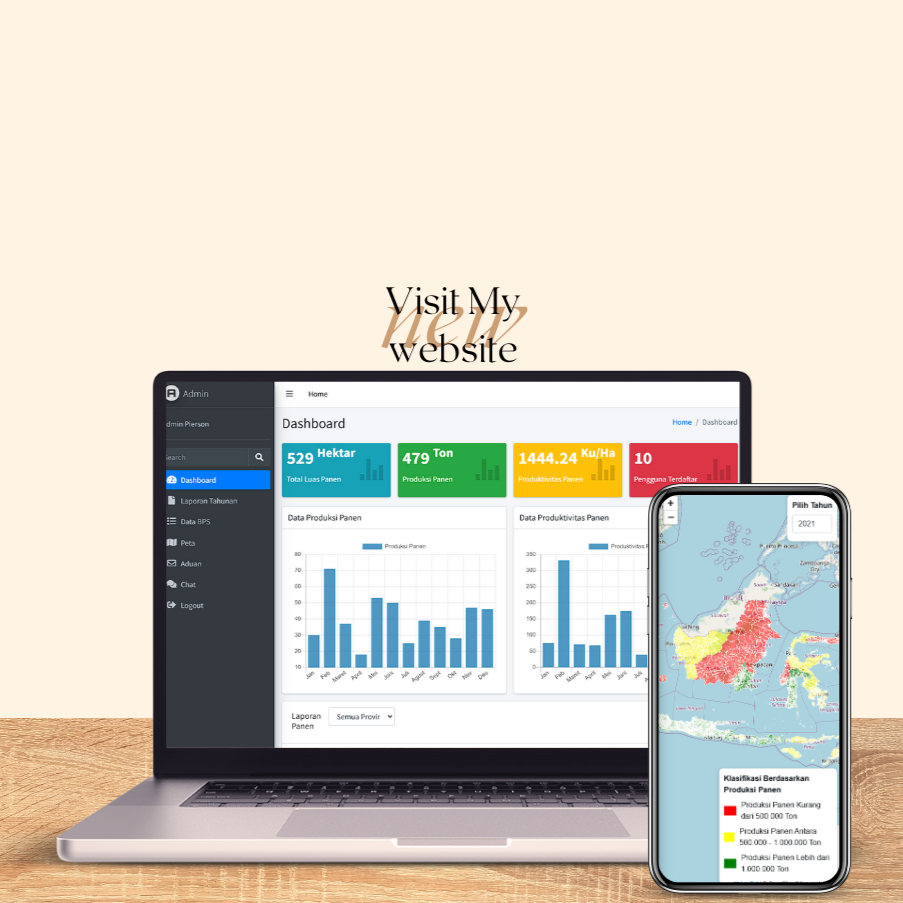 Visit My
new
website
Admin
dmin Pierson
Search
Dashboard
Laporan Tahunan
Data BPS
Peta
Aduan
Chat
Logout
Home
Dashboard
Home / Dashboard
529 Hektar
Total Luas Panen
479 Ton
Produksi Panen
1444.24 Ku/Ha
Produktivitas Panen
10
Pengguna Terdaftar
Data Produksi Panen
Produksi Panen
80
70
60
50
40
30
20
10
Jan Feb Maret April Mei Juni Juli Agust Sept Okt Nov Des
Data Produktivitas Panen
Produktivitas P
350
300
250
200
150
100
50
0
Jan Feb Maret April Mei Juni Juli
Laporan
Panen
Semua Provir
+
−
Pilih Tahun
2021
Klasifikasi Berdasarkan
Produksi Panen
Produksi Panen Kurang
dari 500.000 Ton
Produksi Panen Antara
500.000 - 1.000.000 Ton
Produksi Panen Lebih dari
1.000.000 Ton